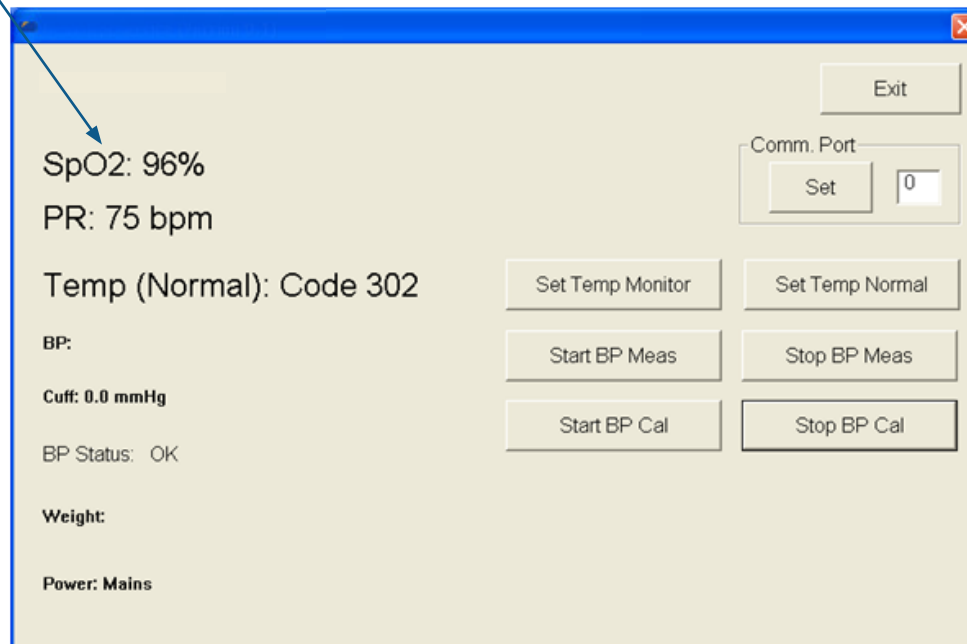 Exit
Comm. Port
SpO2: 96%
Set 0
PR: 75 bpm
Temp (Normal): Code 302
Set Temp Monitor Set Temp Normal
BP:
Start BP Meas Stop BP Meas
Cuff: 0.0 mmHg
Start BP Cal Stop BP Cal
BP Status: OK
Weight:
Power: Mains